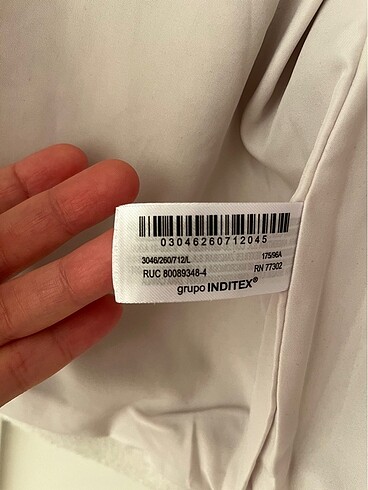 03046260712045
3046/260/712/L 175/96A
RUC 80089348-4 RN 77302
grupo INDITEX®